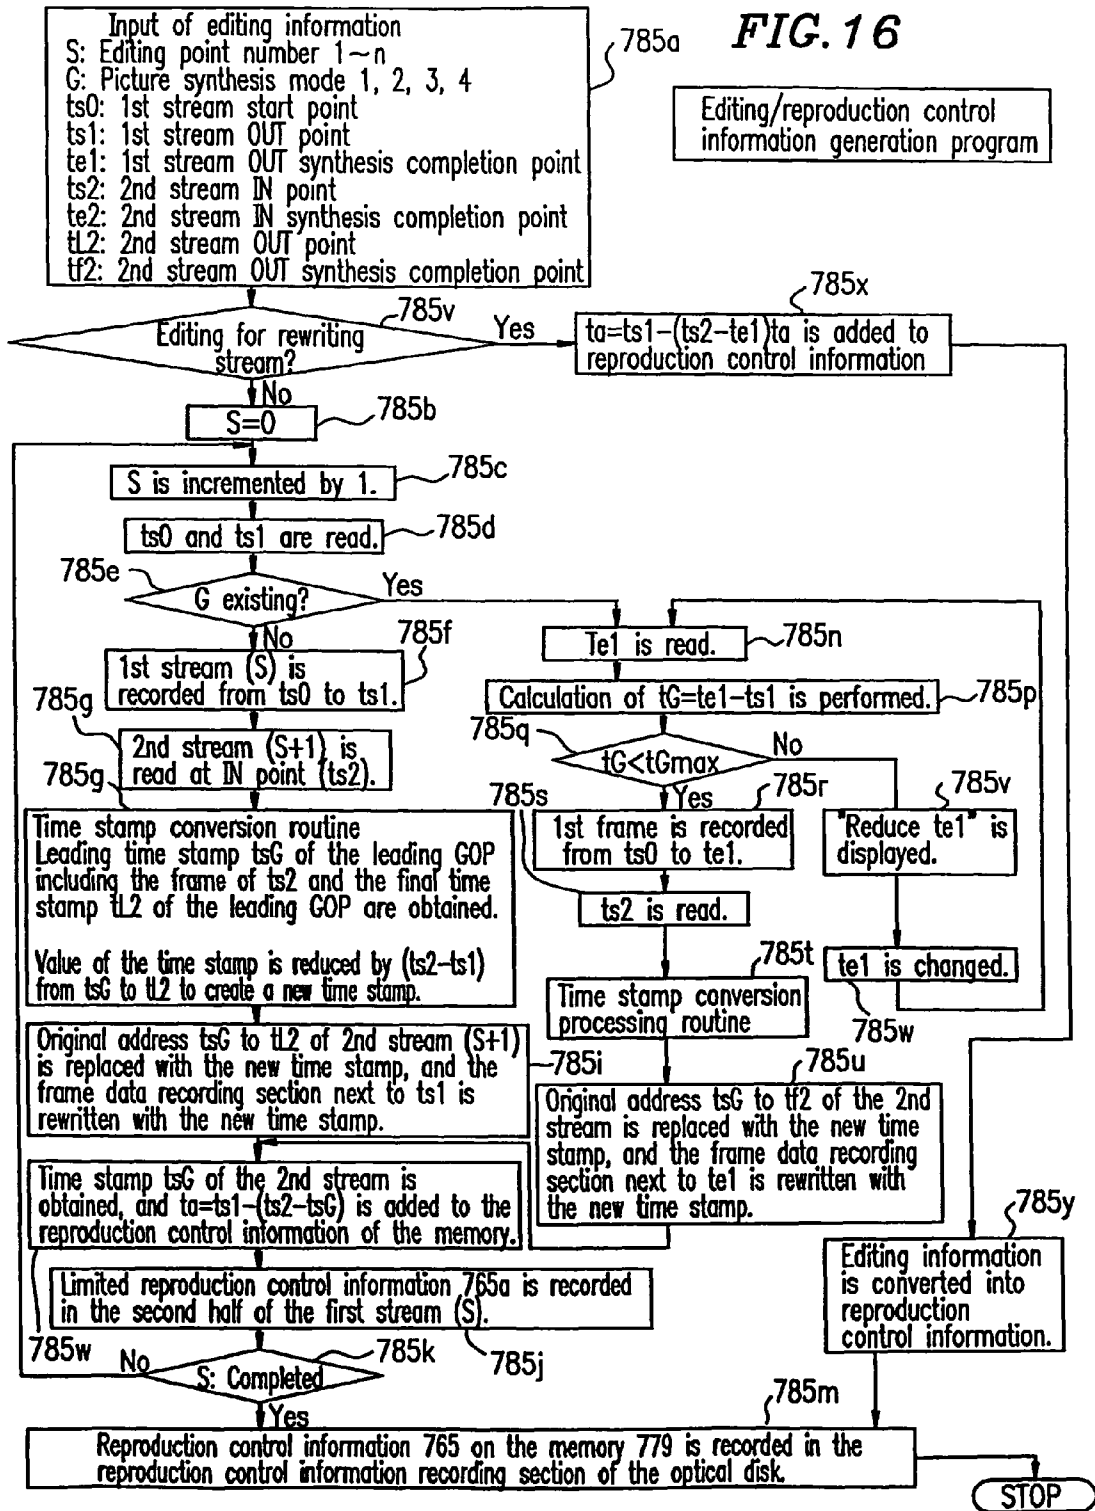 FIG. 16
Editing/reproduction control
information generation program
Input of editing information
S: Editing point number 1~n
G: Picture synthesis mode 1, 2, 3, 4
ts0: 1st stream start point
ts1: 1st stream OUT point
te1: 1st stream OUT synthesis completion point
ts2: 2nd stream IN point
te2: 2nd stream IN synthesis completion point
tL2: 2nd stream OUT point
tf2: 2nd stream OUT synthesis completion point
785a
785v
Editing for rewriting
stream?
Yes
No
785x
ta=ts1-(ts2-te1)ta is added to
reproduction control information
S=0
785b
S is incremented by 1.
785c
ts0 and ts1 are read.
785d
785e
G existing?
Yes
No
785f
1st stream (S) is
recorded from ts0 to ts1.
785g
2nd stream (S+1) is
read at IN point (ts2).
785g
Time stamp conversion routine
Leading time stamp tsG of the leading GOP
including the frame of ts2 and the final time
stamp tL2 of the leading GOP are obtained.
Value of the time stamp is reduced by (ts2-ts1)
from tsG to tL2 to create a new time stamp.
Original address tsG to tL2 of 2nd stream (S+1)
is replaced with the new time stamp, and the
frame data recording section next to ts1 is
rewritten with the new time stamp.
785i
Te1 is read.
785n
Calculation of tG=te1-ts1 is performed.
785p
785q
tG<tGmax
No
Yes
785r
785s
1st frame is recorded
from ts0 to te1.
785v
"Reduce te1" is
displayed.
ts2 is read.
te1 is changed.
785w
785t
Time stamp conversion
processing routine
785u
Original address tsG to tf2 of the 2nd
stream is replaced with the new time
stamp, and the frame data recording
section next to te1 is rewritten with
the new time stamp.
Time stamp tsG of the 2nd stream is
obtained, and ta=ts1-(ts2-tsG) is added to the
reproduction control information of the memory.
785w
Limited reproduction control information 765a is recorded
in the second half of the first stream (S).
785j
785y
Editing information
is converted into
reproduction
control information.
No
S: Completed
785k
Yes
785m
Reproduction control information 765 on the memory 779 is recorded in the
reproduction control information recording section of the optical disk.
STOP